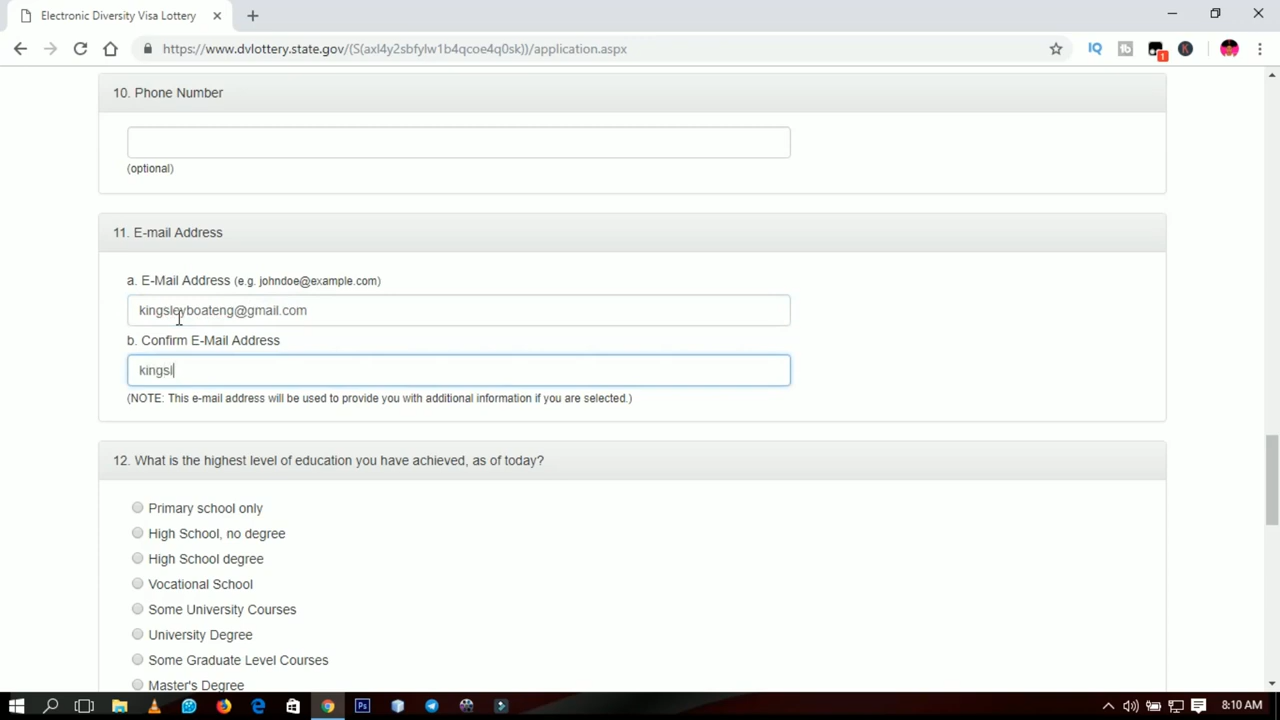 Electronic Diversity Visa Lottery
https://www.dvlottery.state.gov/(S(axl4y2sbfylw1b4qcoe4q0sk))/application.aspx
IQ
1
K
10. Phone Number
(optional)
11. E-mail Address
a. E-Mail Address (e.g. johndoe@example.com)
kingsleyboateng@gmail.com
b. Confirm E-Mail Address
kingsl
(NOTE: This e-mail address will be used to provide you with additional information if you are selected.)
12. What is the highest level of education you have achieved, as of today?
Primary school only
High School, no degree
High School degree
Vocational School
Some University Courses
University Degree
Some Graduate Level Courses
Master's Degree
Ps
8:10 AM